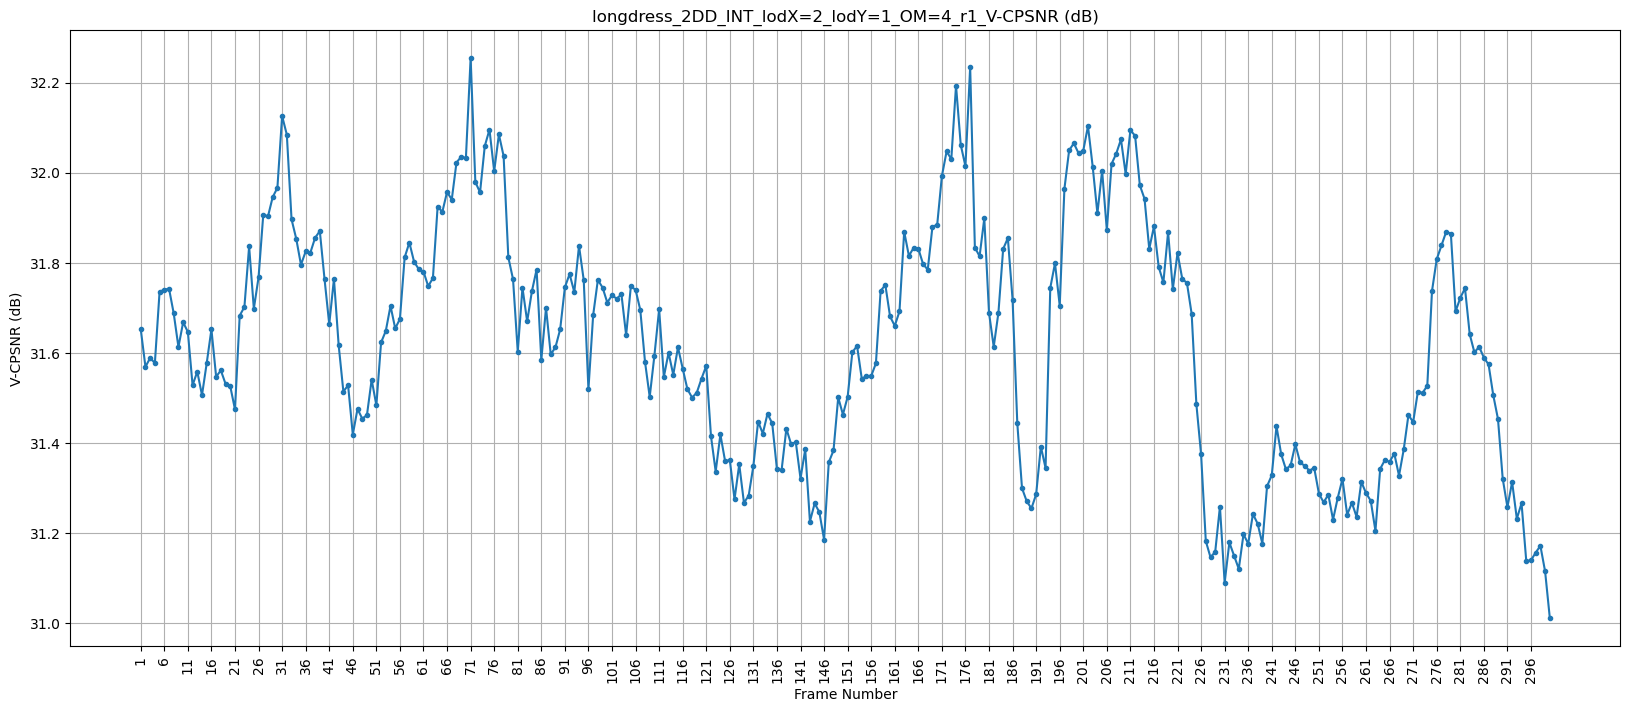 longdress_2DD_INT_lodX=2_lodY=1_OM=4_r1_V-CPSNR (dB)
V-CPSNR (dB)
32.2
32.0
31.8
31.6
31.4
31.2
31.0
1 6 11 16 21 26 31 36 41 46 51 56 61 66 71 76 81 86 91 96 101 106 111 116 121 126 131 136 141 146 151 156 161 166 171 176 181 186 191 196 201 206 211 216 221 226 231 236 241 246 251 256 261 266 271 276 281 286 291 296
Frame Number